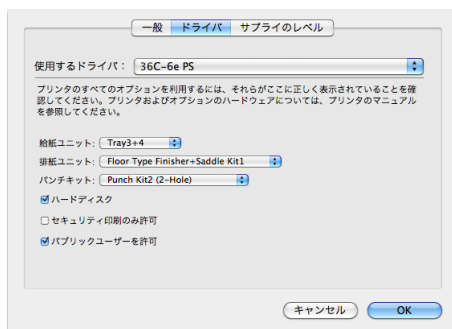 一般 ドライバ サプライのレベル
使用するドライバ： 36C-6e PS
プリンタのすべてのオプションを利用するには、それらがここに正しく表示されていることを確
認してください。プリンタおよびオプションのハードウェアについては、プリンタのマニュアル
を参照してください。
給紙ユニット： Tray3+4
排紙ユニット： Floor Type Finisher+Saddle Kit1
パンチキット： Punch Kit2 (2-Hole)
ハードディスク
セキュリティ印刷のみ許可
パブリックユーザーを許可
キャンセル OK